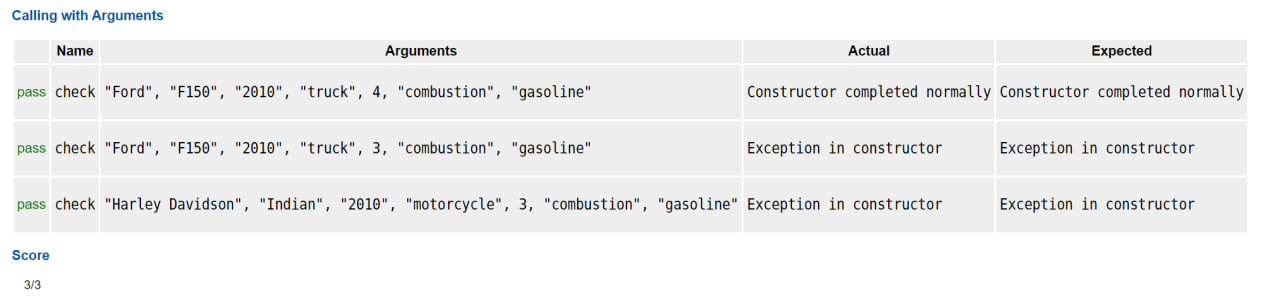 Calling with Arguments
Name Arguments Actual Expected
pass check "Ford", "F150", "2010", "truck", 4, "combustion", "gasoline" Constructor completed normally Constructor completed normally
pass check "Ford", "F150", "2010", "truck", 3, "combustion", "gasoline" Exception in constructor Exception in constructor
pass check "Harley Davidson", "Indian", "2010", "motorcycle", 3, "combustion", "gasoline" Exception in constructor Exception in constructor
Score
3/3